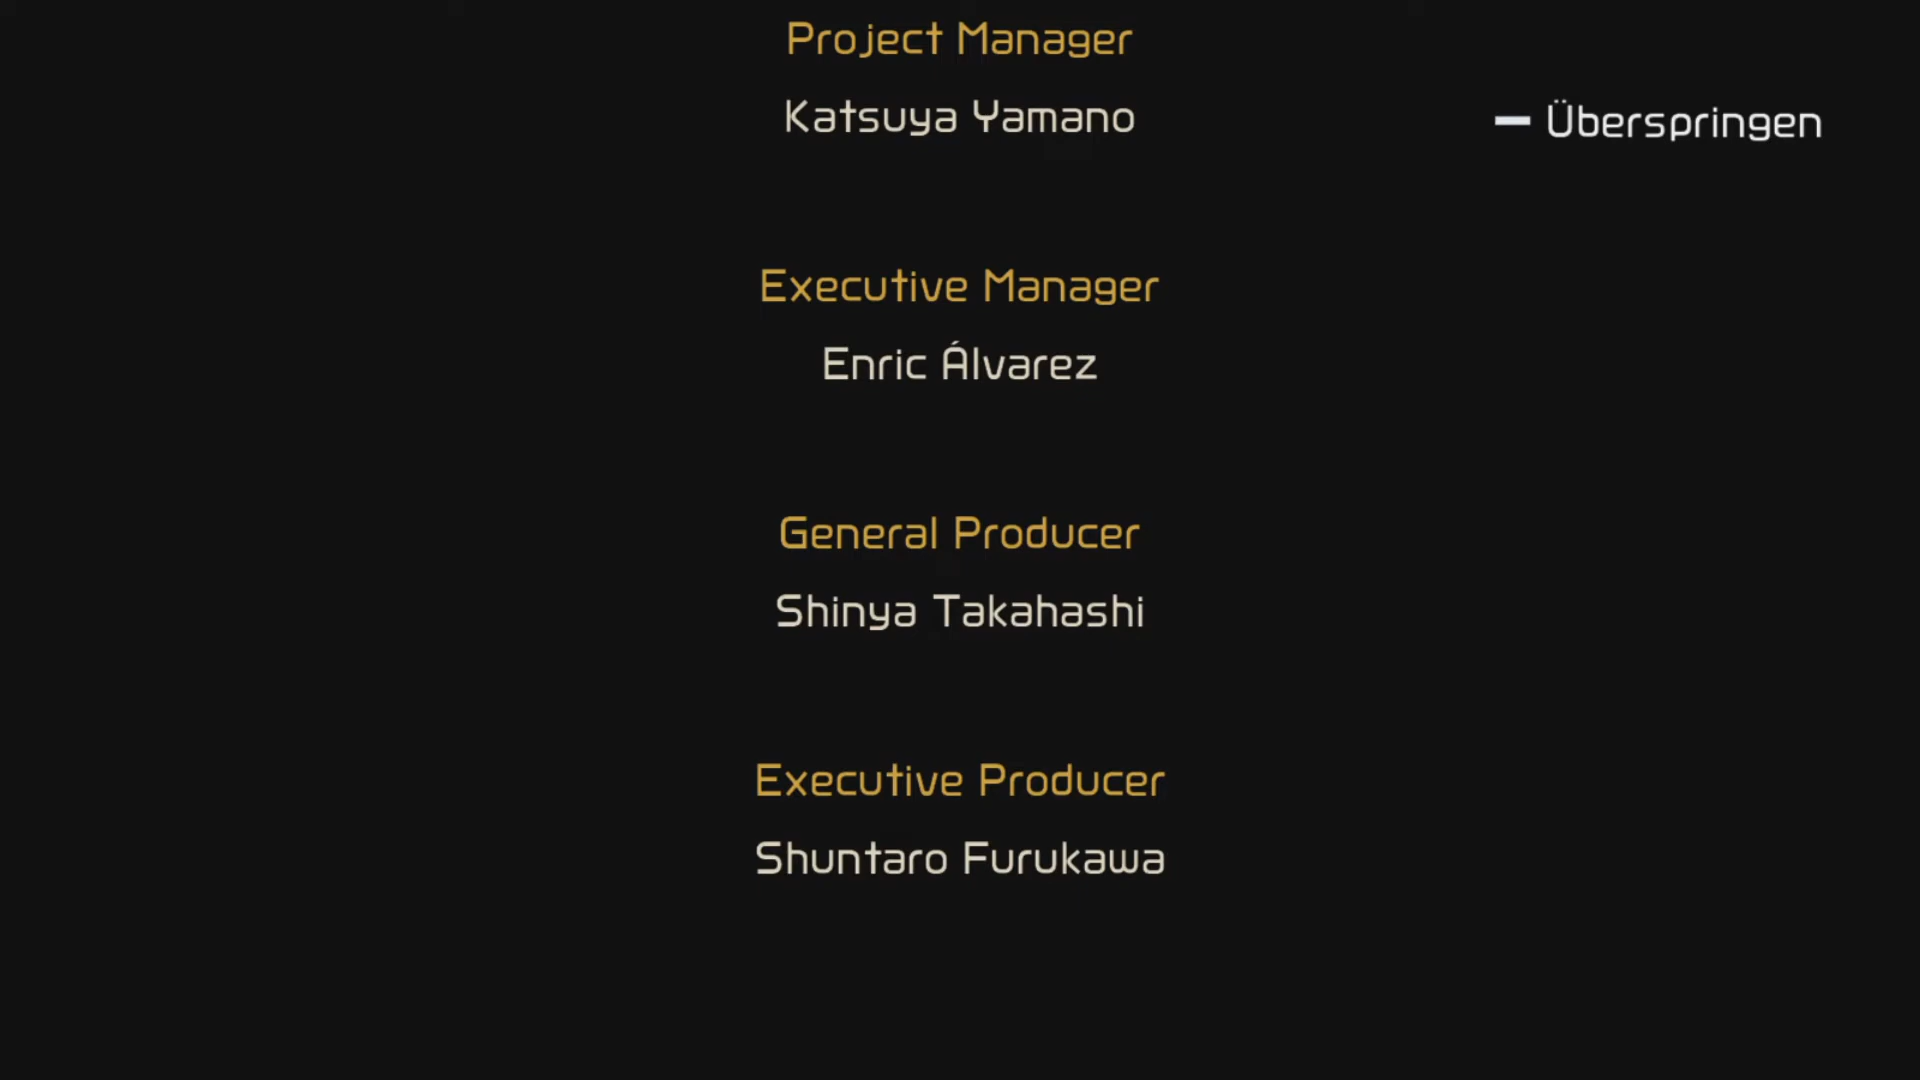 Project Manager
Katsuya Yamano
Überspringen
Executive Manager
Enric Álvarez
General Producer
Shinya Takahashi
Executive Producer
Shuntaro Furukawa